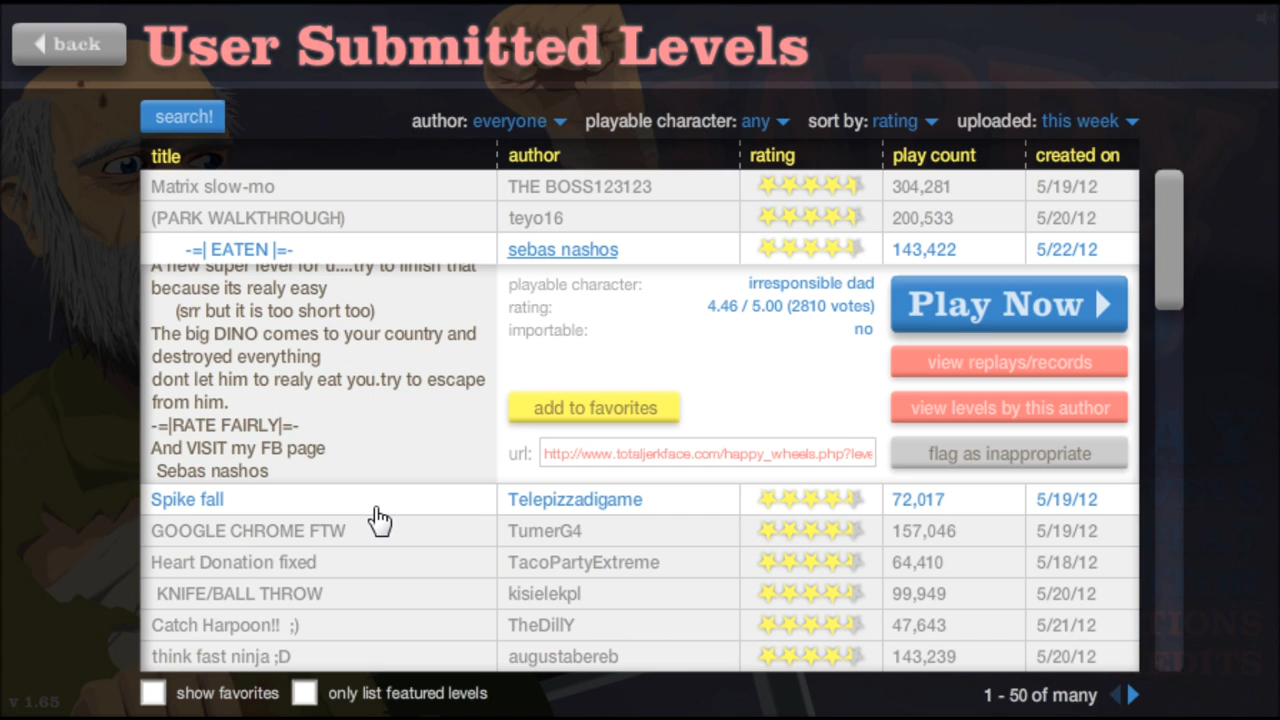 back
User Submitted Levels
search!
author: everyone playable character: any sort by: rating uploaded: this week
title author rating play count created on
Matrix slow-mo THE BOSS123123 304,281 5/19/12
(PARK WALKTHROUGH) teyo16 200,533 5/20/12
-=| EATEN |=- sebas nashos 143,422 5/22/12
A new super level for u....try to finish that
because its realy easy
(srr but it is too short too)
The big DINO comes to your country and
destroyed everything
dont let him to realy eat you.try to escape
from him.
-=|RATE FAIRLY|=-
And VISIT my FB page
Sebas nashos
playable character: irresponsible dad
rating: 4.46 / 5.00 (2810 votes)
importable: no
add to favorites
url: http://www.totaljerkface.com/happy_wheels.php?leve
Play Now
view replays/records
view levels by this author
flag as inappropriate
Spike fall Telepizzadigame 72,017 5/19/12
GOOGLE CHROME FTW TurnerG4 157,046 5/19/12
Heart Donation fixed TacoPartyExtreme 64,410 5/18/12
KNIFE/BALL THROW kisielekpl 99,949 5/20/12
Catch Harpoon!! ;) TheDillY 47,643 5/21/12
think fast ninja ;D augustabereb 143,239 5/20/12
show favorites only list featured levels 1 - 50 of many
v 1.65